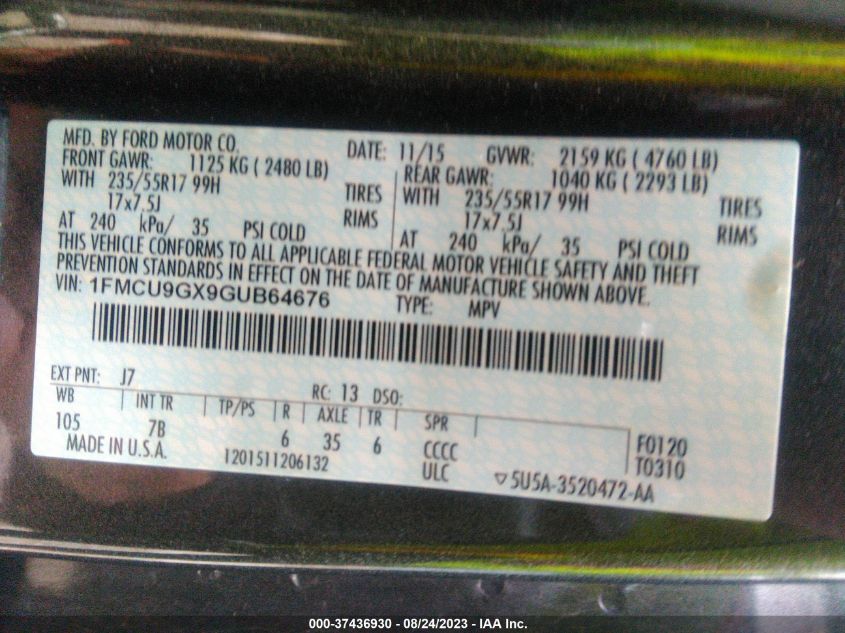 MFD. BY FORD MOTOR CO.
DATE: 11/15 GVWR: 2159 KG ( 4760 LB)
FRONT GAWR: 1125 KG ( 2480 LB)
WITH 235/55R17 99H TIRES
17x7.5J RIMS
AT 240 kPa/ 35 PSI COLD
REAR GAWR: 1040 KG ( 2293 LB)
WITH 235/55R17 99H TIRES
17x7.5J RIMS
AT 240 kPa/ 35 PSI COLD
THIS VEHICLE CONFORMS TO ALL APPLICABLE FEDERAL MOTOR VEHICLE SAFETY AND THEFT
PREVENTION STANDARDS IN EFFECT ON THE DATE OF MANUFACTURE SHOWN ABOVE.
VIN: 1FMCU9GX9GUB64676 TYPE: MPV
EXT PNT: J7 RC: 13 DSO:
WB INT TR TP/PS R AXLE TR SPR
105 7B 6 35 6 CCCC F0120
MADE IN U.S.A. 1201511206132 ULC ▽5U5A-3520472-AA T0310
000-37436930 - 08/24/2023 - IAA Inc.